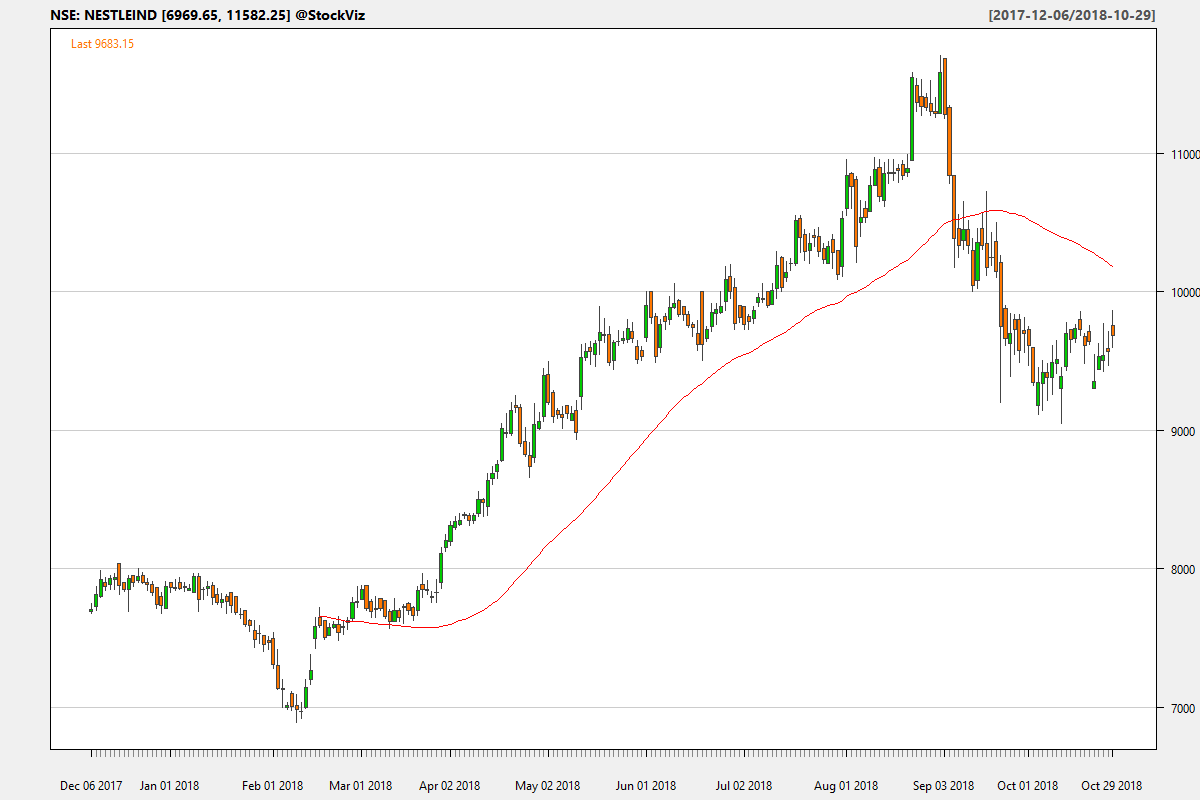 NSE: NESTLEIND [6969.65, 11582.25] @StockViz [2017-12-06/2018-10-29]
Last 9683.15
11000
10000
9000
8000
7000
Dec 06 2017 Jan 01 2018 Feb 01 2018 Mar 01 2018 Apr 02 2018 May 02 2018 Jun 01 2018 Jul 02 2018 Aug 01 2018 Sep 03 2018 Oct 01 2018 Oct 29 2018